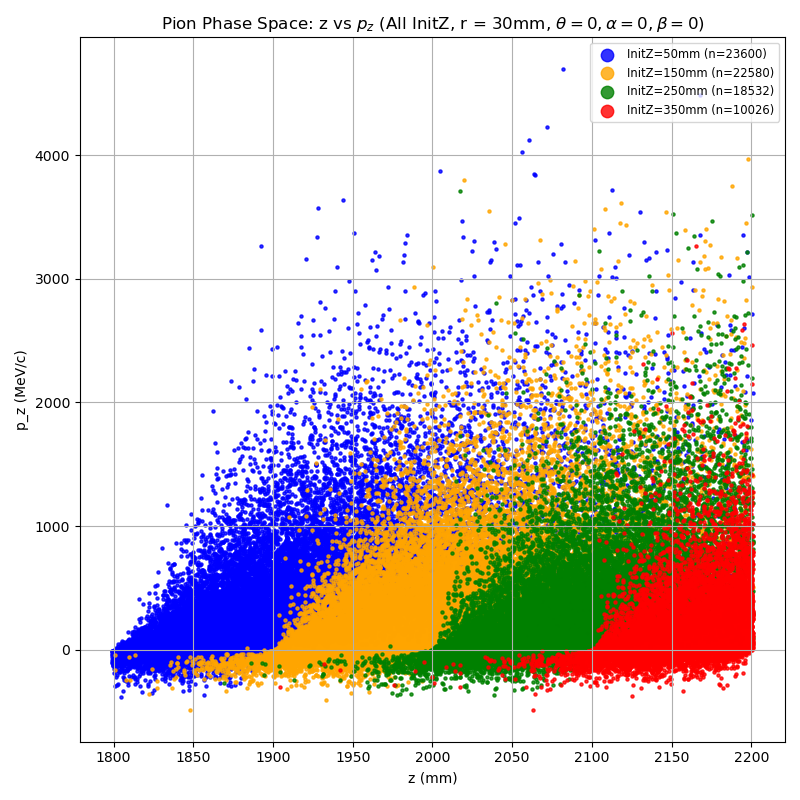 Pion Phase Space: z vs p_z (All InitZ, r = 30mm, θ = 0, α = 0, β = 0)
InitZ=50mm (n=23600)
InitZ=150mm (n=22580)
InitZ=250mm (n=18532)
InitZ=350mm (n=10026)
p_z (MeV/c)
4000
3000
2000
1000
0
1800 1850 1900 1950 2000 2050 2100 2150 2200
z (mm)